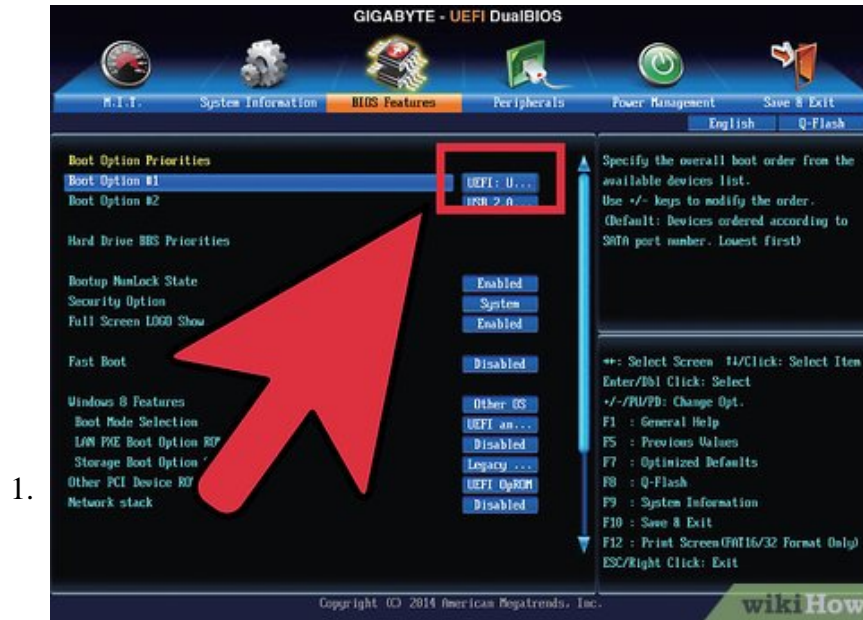 GIGABYTE - UEFI DualBIOS
M.I.T.
System Information
BIOS Features
Peripherals
Power Management
Save & Exit
English
Q-Flash
Boot Option Priorities
Boot Option #1
UEFI: U...
Boot Option #2
USB 2.0...
Hard Drive BBS Priorities
Bootup NumLock State
Enabled
Security Option
System
Full Screen LOGO Show
Enabled
Fast Boot
Disabled
Windows 8 Features
Other OS
Boot Mode Selection
UEFI an...
LAN PXE Boot Option RO
Disabled
Storage Boot Option
Legacy ...
Other PCI Device RO
UEFI OpROM
Network stack
Disabled
Specify the overall boot order from the
available devices list.
Use +/- keys to modify the order.
(Default: Devices ordered according to
SATA port number. Lowest first)
↔: Select Screen ↑↓/Click: Select Item
Enter/Dbl Click: Select
+/-/PU/PD: Change Opt.
F1 : General Help
F5 : Previous Values
F7 : Optimized Defaults
F8 : Q-Flash
F9 : System Information
F10 : Save & Exit
F12 : Print Screen(FAT16/32 Format Only)
ESC/Right Click: Exit
1.
Copyright (C) 2014 American Megatrends, Inc.
wikiHow